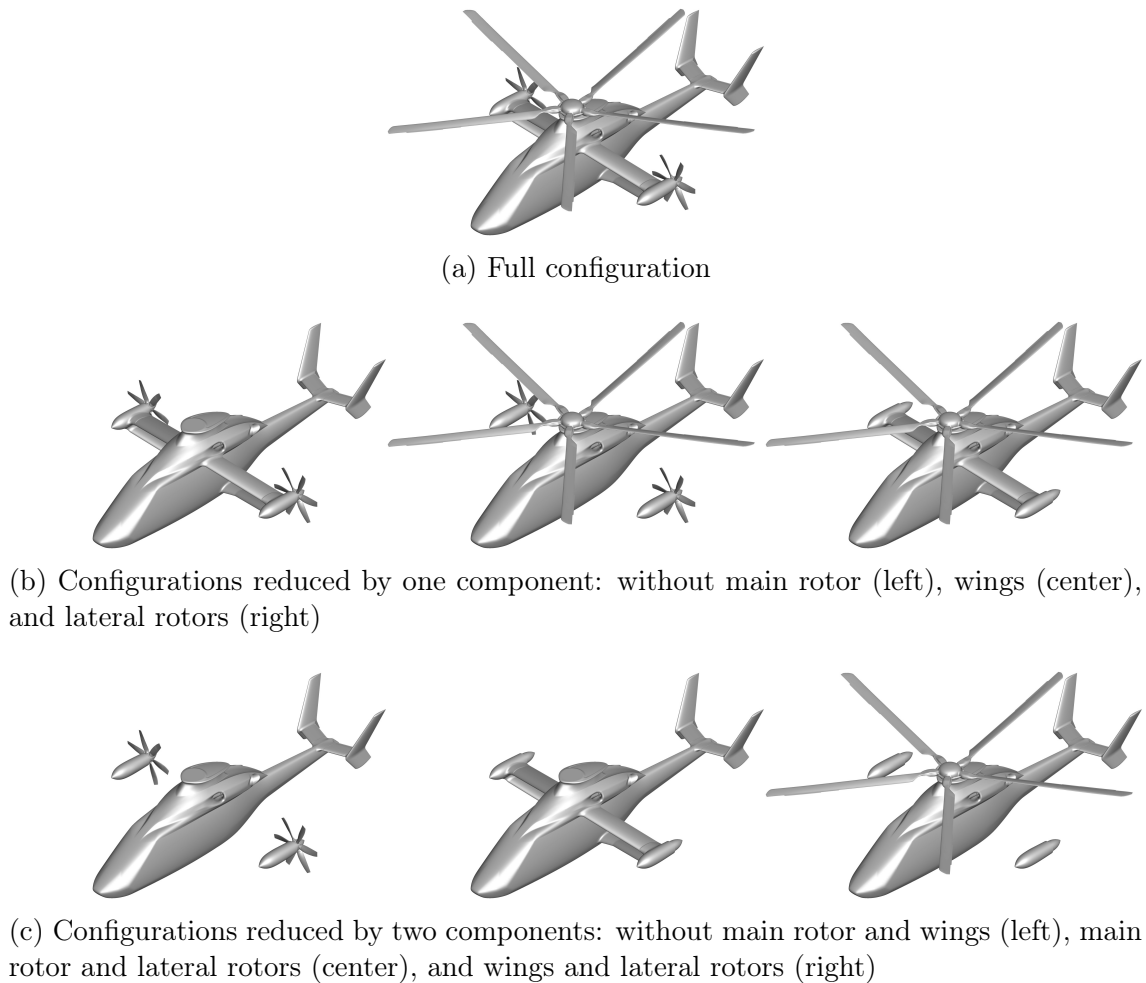 (a) Full configuration
(b) Configurations reduced by one component: without main rotor (left), wings (center),
and lateral rotors (right)
(c) Configurations reduced by two components: without main rotor and wings (left), main
rotor and lateral rotors (center), and wings and lateral rotors (right)